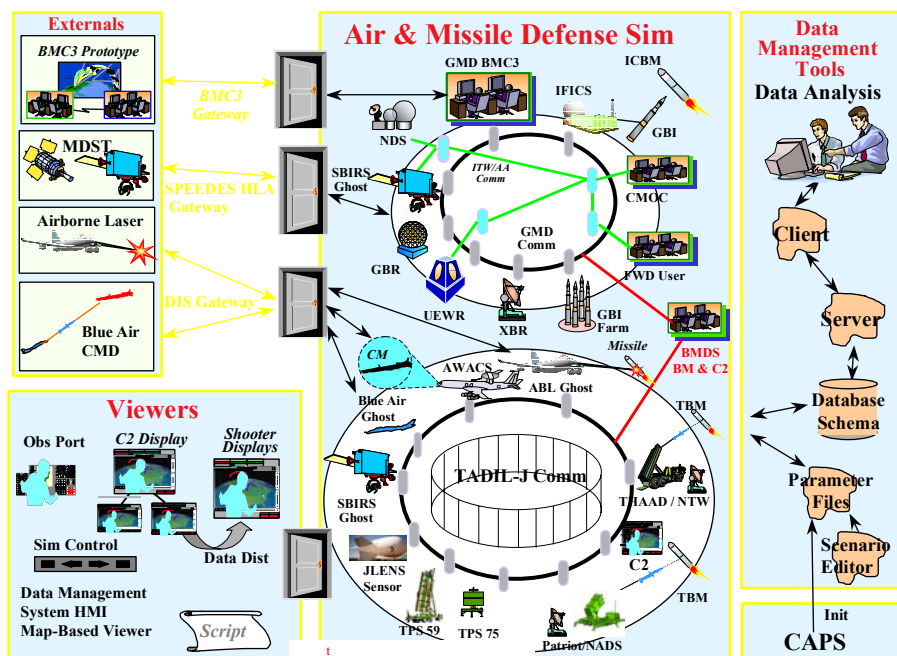 Externals
BMC3 Prototype
MDST
Airborne Laser
Blue Air
CMD
BMC3
Gateway
SPEEDES HLA
Gateway
DIS Gateway
Air & Missile Defense Sim
GMD BMC3
ICBM
IFICS
GBI
NDS
ITW/AA
Comm
SBIRS
Ghost
CMOC
GMD
Comm
GBR
FWD User
UEWR
XBR
GBI
Farm
Missile
BMDS
BM & C2
CM
AWACS
ABL Ghost
Blue Air
Ghost
TBM
TADIL-J Comm
SBIRS
Ghost
THAAD / NTW
JLENS
Sensor
C2
TBM
TPS 59
TPS 75
Patriot/NADS
t
Viewers
Obs Port
C2 Display
Shooter
Displays
Sim Control
Data Dist
Data Management
System HMI
Map-Based Viewer
Script
Data
Management
Tools
Data Analysis
Client
Server
Database
Schema
Parameter
Files
Scenario
Editor
Init
CAPS